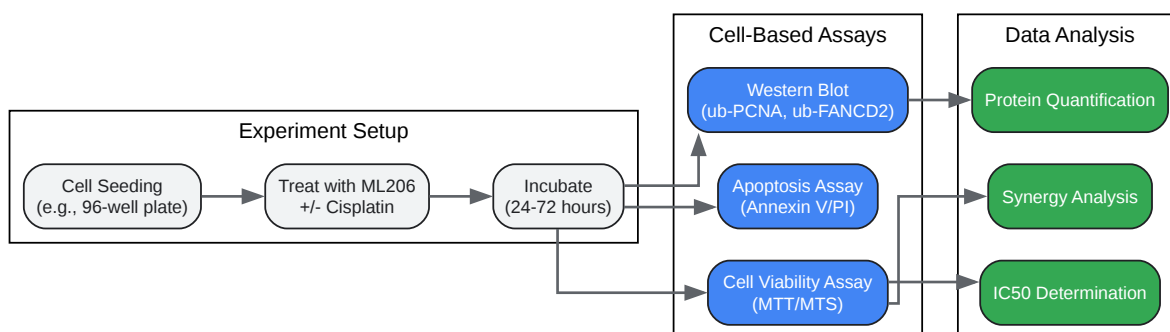 Experiment Setup
Cell Seeding
(e.g., 96-well plate)
Treat with ML206
+/- Cisplatin
Incubate
(24-72 hours)
Cell-Based Assays
Western Blot
(ub-PCNA, ub-FANCD2)
Apoptosis Assay
(Annexin V/PI)
Cell Viability Assay
(MTT/MTS)
Data Analysis
Protein Quantification
Synergy Analysis
IC50 Determination